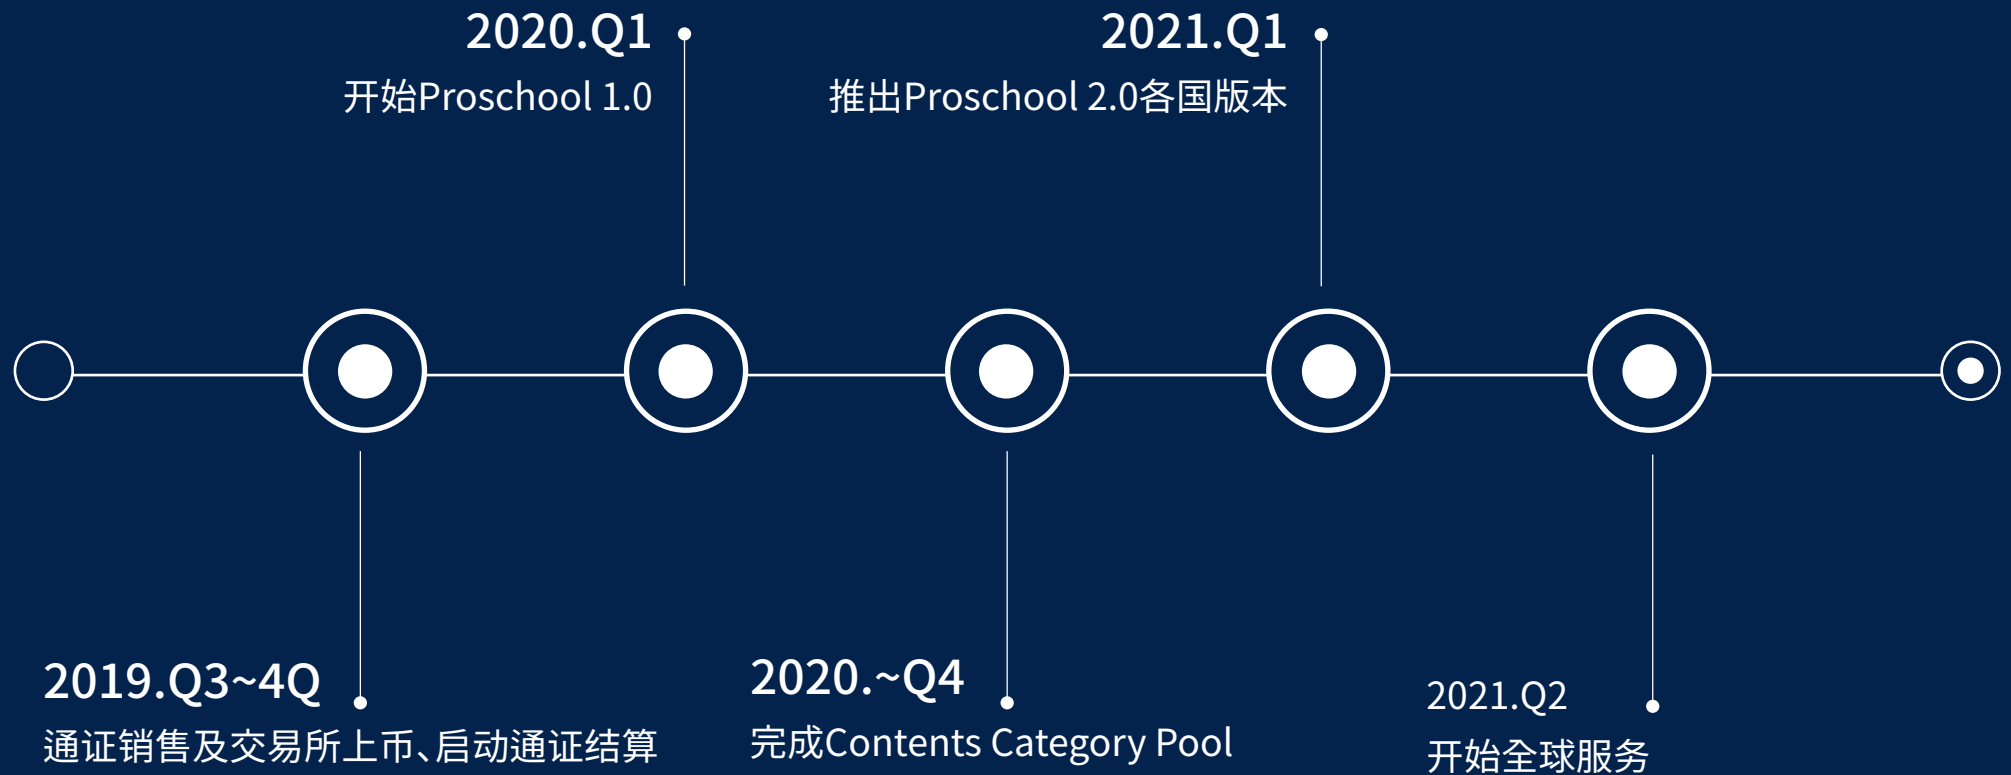 2020.Q1
开始Proschool 1.0
2021.Q1
推出Proschool 2.0各国版本
2019.Q3~4Q
通证销售及交易所上币、启动通证结算
2020.~Q4
完成Contents Category Pool
2021.Q2
开始全球服务